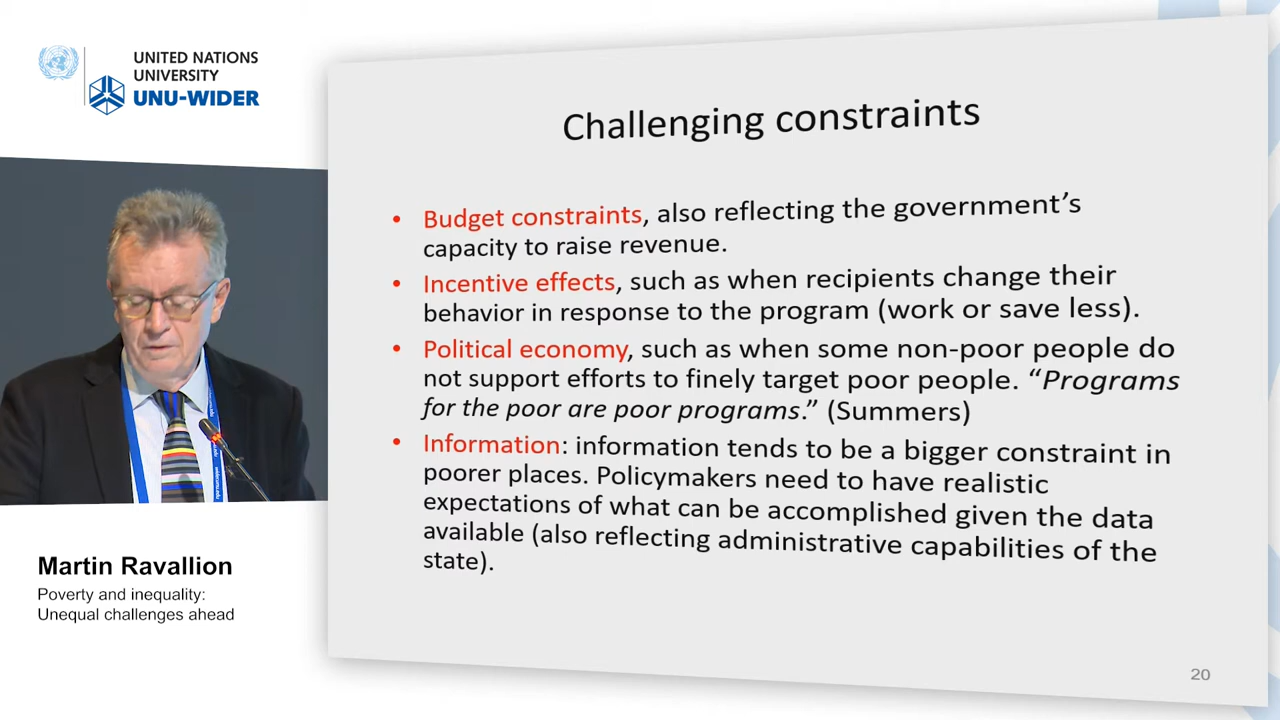 UNITED NATIONS
UNIVERSITY
UNU-WIDER
Challenging constraints
• Budget constraints, also reflecting the government’s
capacity to raise revenue.
• Incentive effects, such as when recipients change their
behavior in response to the program (work or save less).
• Political economy, such as when some non-poor people do
not support efforts to finely target poor people. “Programs
for the poor are poor programs.” (Summers)
• Information: information tends to be a bigger constraint in
poorer places. Policymakers need to have realistic
expectations of what can be accomplished given the data
available (also reflecting administrative capabilities of the
state).
Martin Ravallion
Poverty and inequality:
Unequal challenges ahead
20